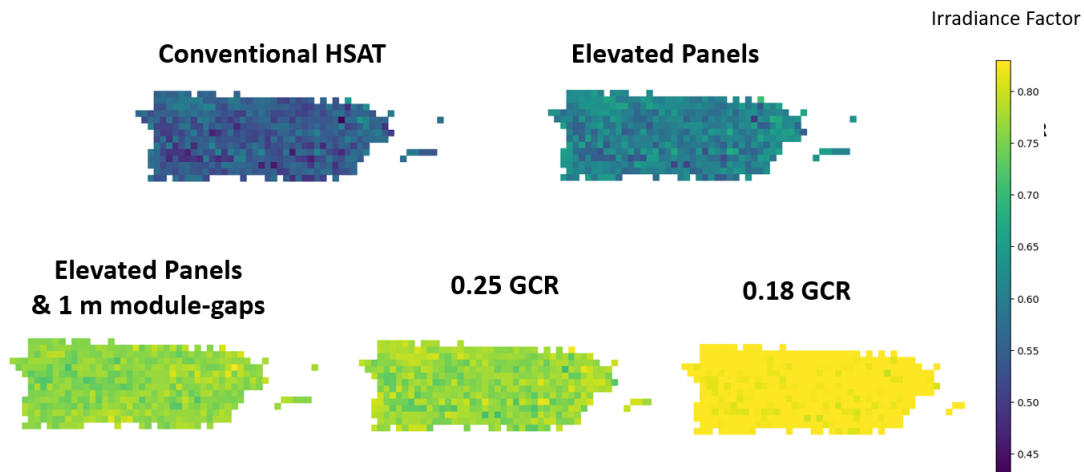 Irradiance Factor
Conventional HSAT
Elevated Panels
0.80
0.75
0.70
0.65
0.60
0.55
0.50
0.45
Elevated Panels
& 1 m module-gaps
0.25 GCR
0.18 GCR